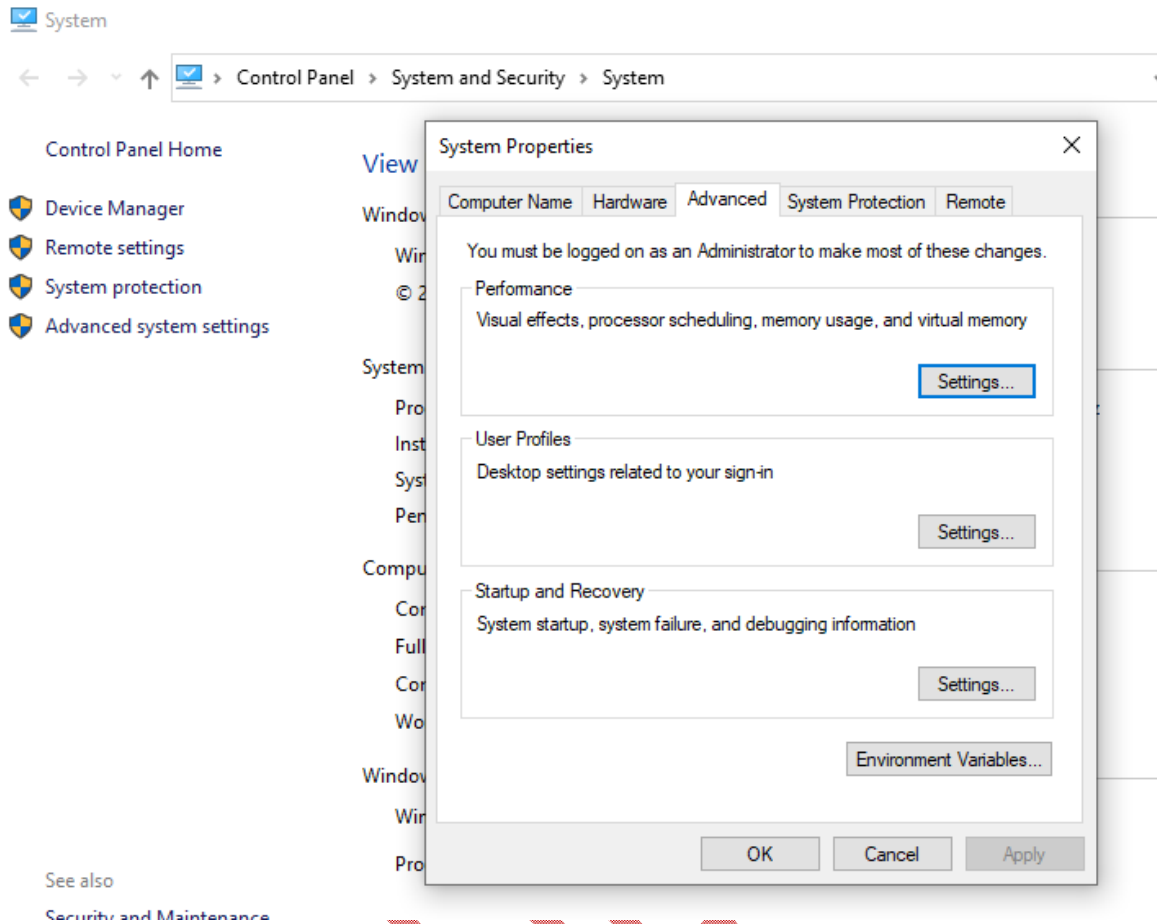 System
Control Panel > System and Security > System
Control Panel Home
Device Manager
Remote settings
System protection
Advanced system settings
See also
Security and Maintenance
View
System
© 2
System Properties
Computer Name Hardware Advanced System Protection Remote
You must be logged on as an Administrator to make most of these changes.
Performance
Visual effects, processor scheduling, memory usage, and virtual memory
Settings...
User Profiles
Desktop settings related to your sign-in
Settings...
Startup and Recovery
System startup, system failure, and debugging information
Settings...
Environment Variables...
OK Cancel Apply